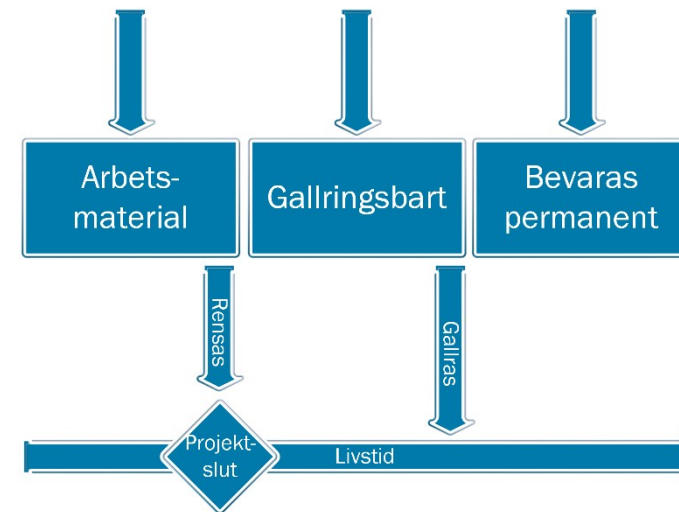 Arbets-
material
Gallringsbart
Bevaras
permanent
Rensas
Gallras
Projekt-
slut
Livstid